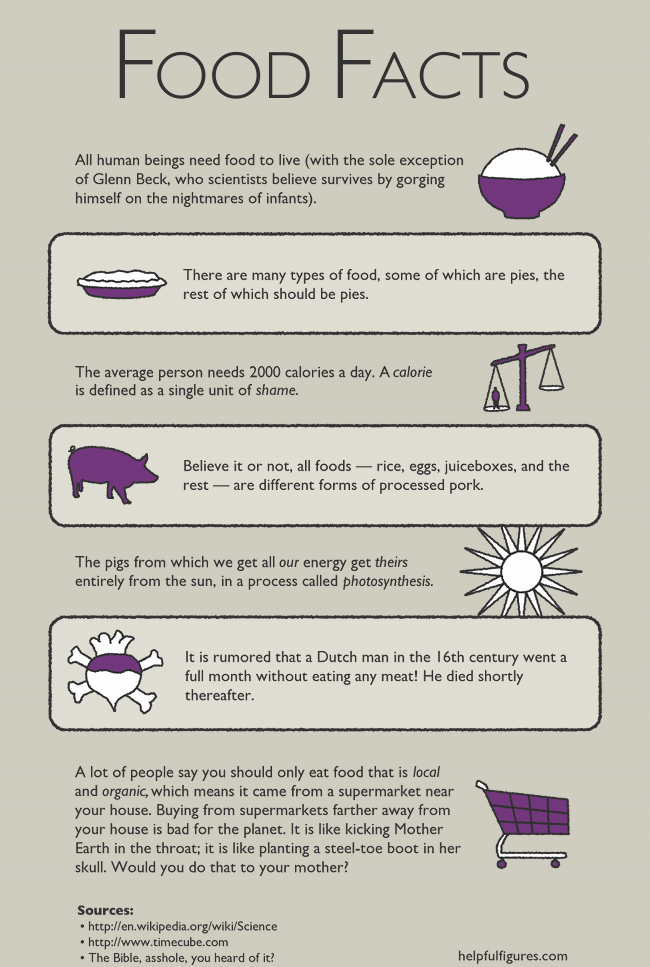 Food Facts
All human beings need food to live (with the sole exception
of Glenn Beck, who scientists believe survives by gorging
himself on the nightmares of infants).
There are many types of food, some of which are pies, the
rest of which should be pies.
The average person needs 2000 calories a day. A calorie
is defined as a single unit of shame.
Believe it or not, all foods — rice, eggs, juiceboxes, and the
rest — are different forms of processed pork.
The pigs from which we get all our energy get theirs
entirely from the sun, in a process called photosynthesis.
It is rumored that a Dutch man in the 16th century went a
full month without eating any meat! He died shortly
thereafter.
A lot of people say you should only eat food that is local
and organic, which means it came from a supermarket near
your house. Buying from supermarkets farther away from
your house is bad for the planet. It is like kicking Mother
Earth in the throat; it is like planting a steel-toe boot in her
skull. Would you do that to your mother?
Sources:
• http://en.wikipedia.org/wiki/Science
• http://www.timecube.com
• The Bible, asshole, you heard of it?
helpfulfigures.com